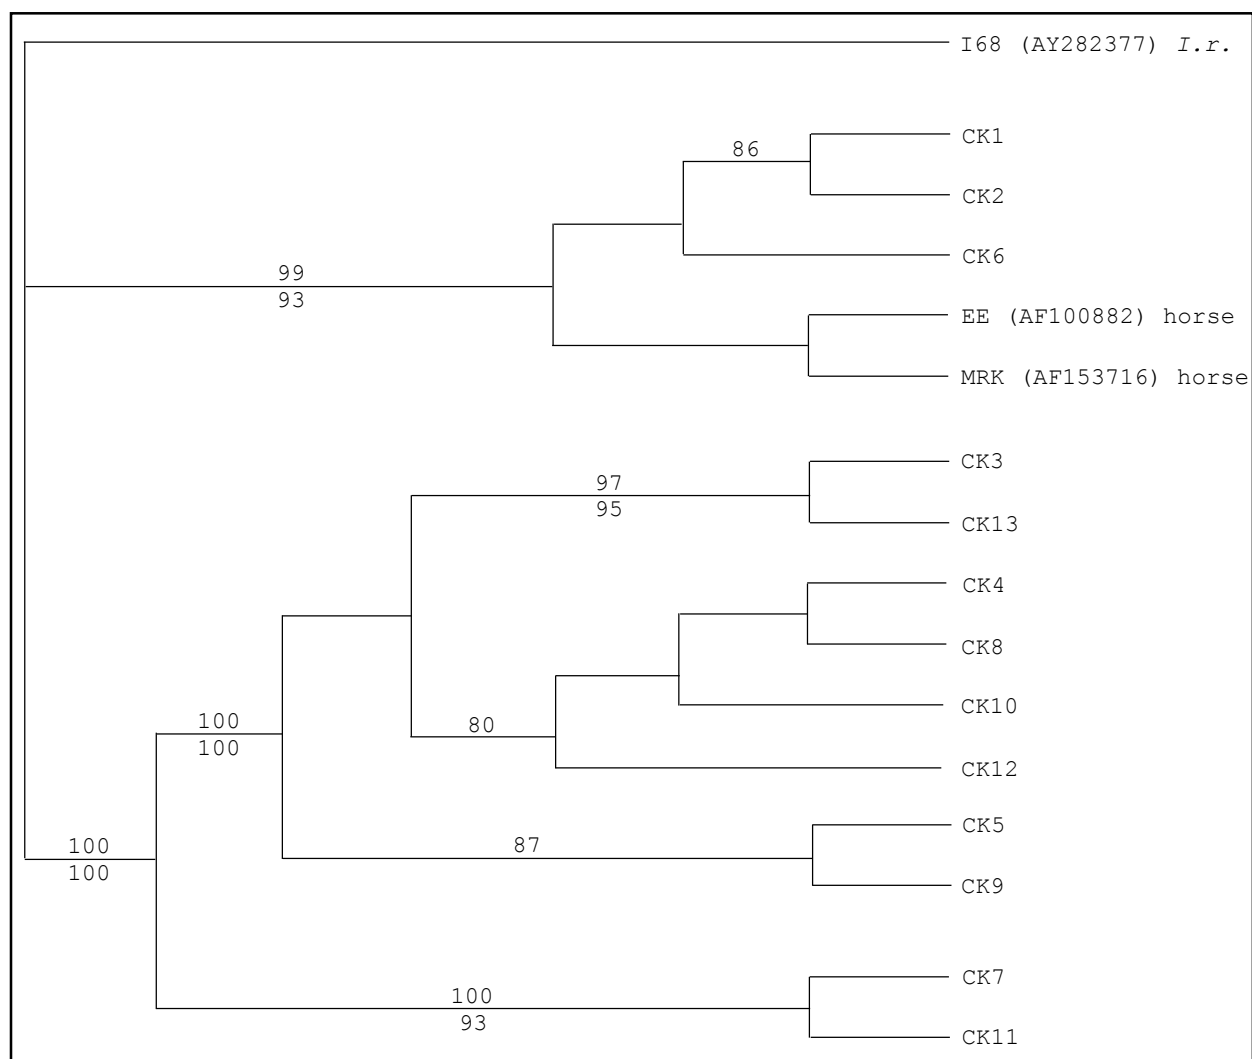 I68 (AY282377) I.r.
CK1
86
CK2
CK6
99
93
EE (AF100882) horse
MRK (AF153716) horse
CK3
97
95
CK13
CK4
CK8
CK10
100
80
100
CK12
CK5
100
87
100
CK9
CK7
100
93
CK11